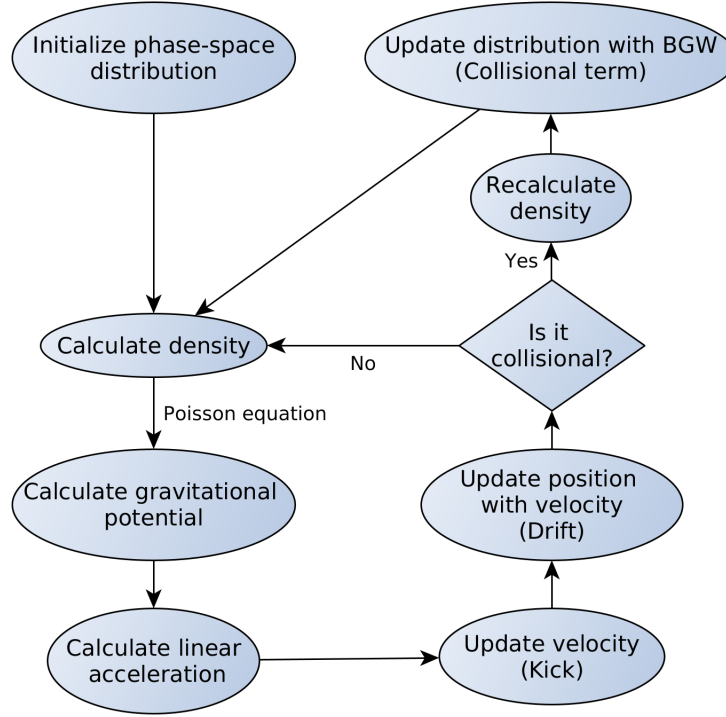 Initialize phase-space
distribution
Update distribution with BGW
(Collisional term)
Recalculate
density
Yes
Is it
collisional?
No
Calculate density
Poisson equation
Calculate gravitational
potential
Update position
with velocity
(Drift)
Calculate linear
acceleration
Update velocity
(Kick)